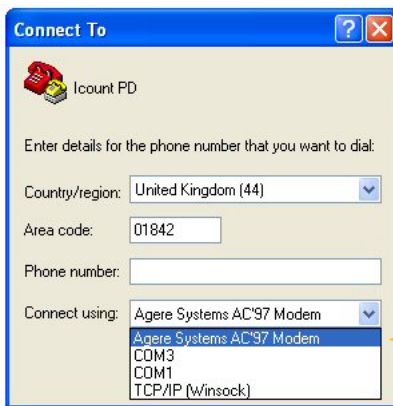 Connect To
Icount PD
Enter details for the phone number that you want to dial:
Country/region: United Kingdom (44)
Area code: 01842
Phone number:
Connect using: Agere Systems AC'97 Modem
Agere Systems AC'97 Modem
COM3
COM1
TCP/IP (Winsock)